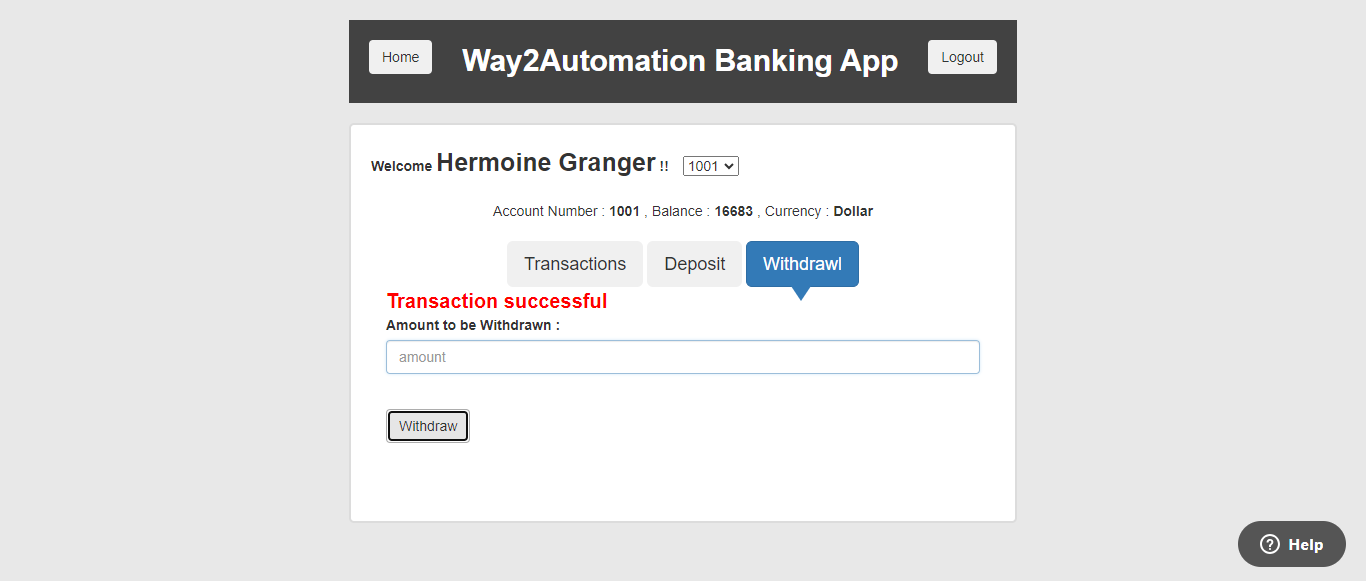 Home
Way2Automation Banking App
Logout
Welcome Hermoine Granger !! 1001
Account Number : 1001 , Balance : 16683 , Currency : Dollar
Transactions
Deposit
Withdrawl
Transaction successful
Amount to be Withdrawn :
amount
Withdraw
Help